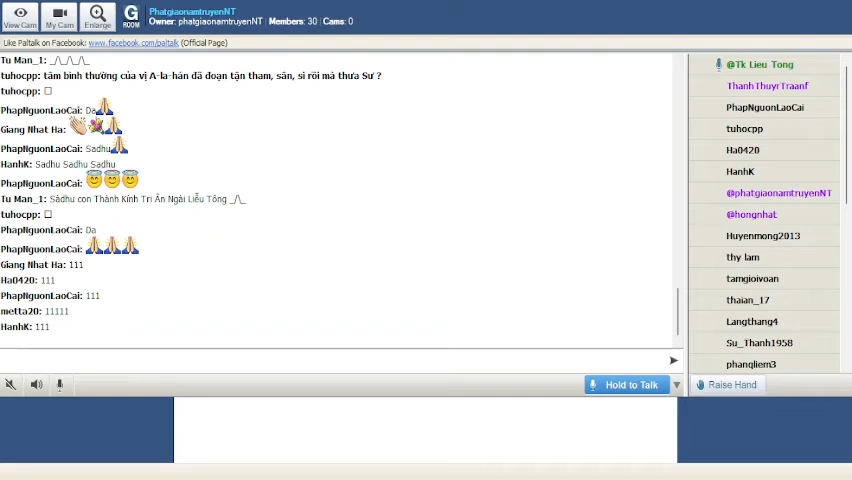 View Cam
My Cam
Enlarge
G
ROOM
PhatgiaonamtruyenNT
Owner: phatgiaonamtruyenNT | Members: 30 | Cams: 0
Like Paltalk on Facebook: www.facebook.com/paltalk (Official Page)
Tu Man_1: _/\_/\_/\_
tuhocpp: tâm bình thường của vị A-la-hán đã đoạn tận tham, sân, si rồi mà thưa Sư ?
tuhocpp:
PhapNguonLaoCai: Da
Giang Nhat Ha:
PhapNguonLaoCai: Sadhu
HanhK: Sadhu Sadhu Sadhu
PhapNguonLaoCai:
Tu Man_1: Sàdhu con Thành Kính Tri Ân Ngài Liễu Tông _/\_
tuhocpp:
PhapNguonLaoCai: Da
PhapNguonLaoCai:
Giang Nhat Ha: 111
Ha0420: 111
PhapNguonLaoCai: 111
metta20: 11111
HanhK: 111
@Tk Lieu Tong
ThanhThuyrTraanf
PhapNguonLaoCai
tuhocpp
Ha0420
HanhK
@phatgiaonamtruyenNT
@hongnhat
Huyenmong2013
thy lam
tamgioivoan
thaian_17
Langthang4
Su_Thanh1958
phanqliem3
Hold to Talk
Raise Hand